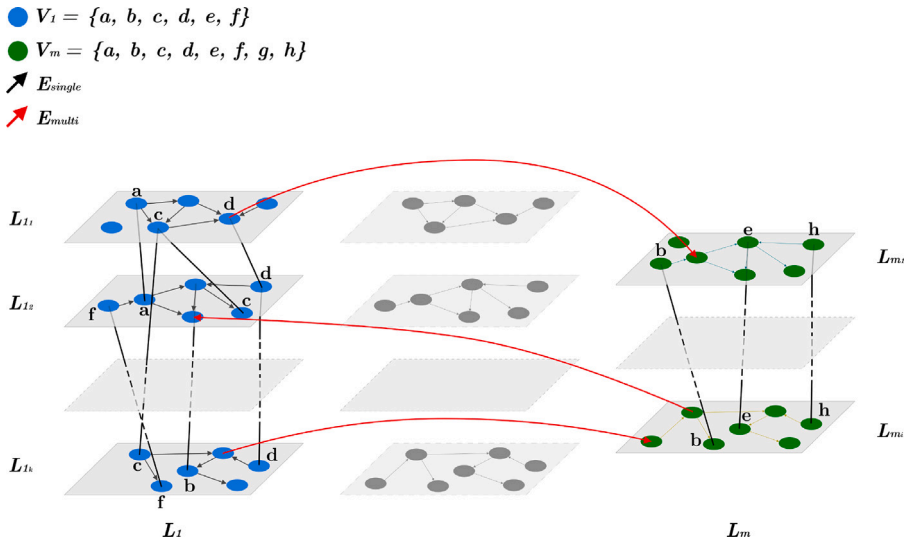 V₁ = {a, b, c, d, e, f}
Vₘ = {a, b, c, d, e, f, g, h}
E_single
E_multi
a
c
d
L₁₁
b
e
h
Lₘ₁
d
L₁₂
f
a
c
L₁ₖ
c
f
b
d
b
e
h
L₁
Lₘ